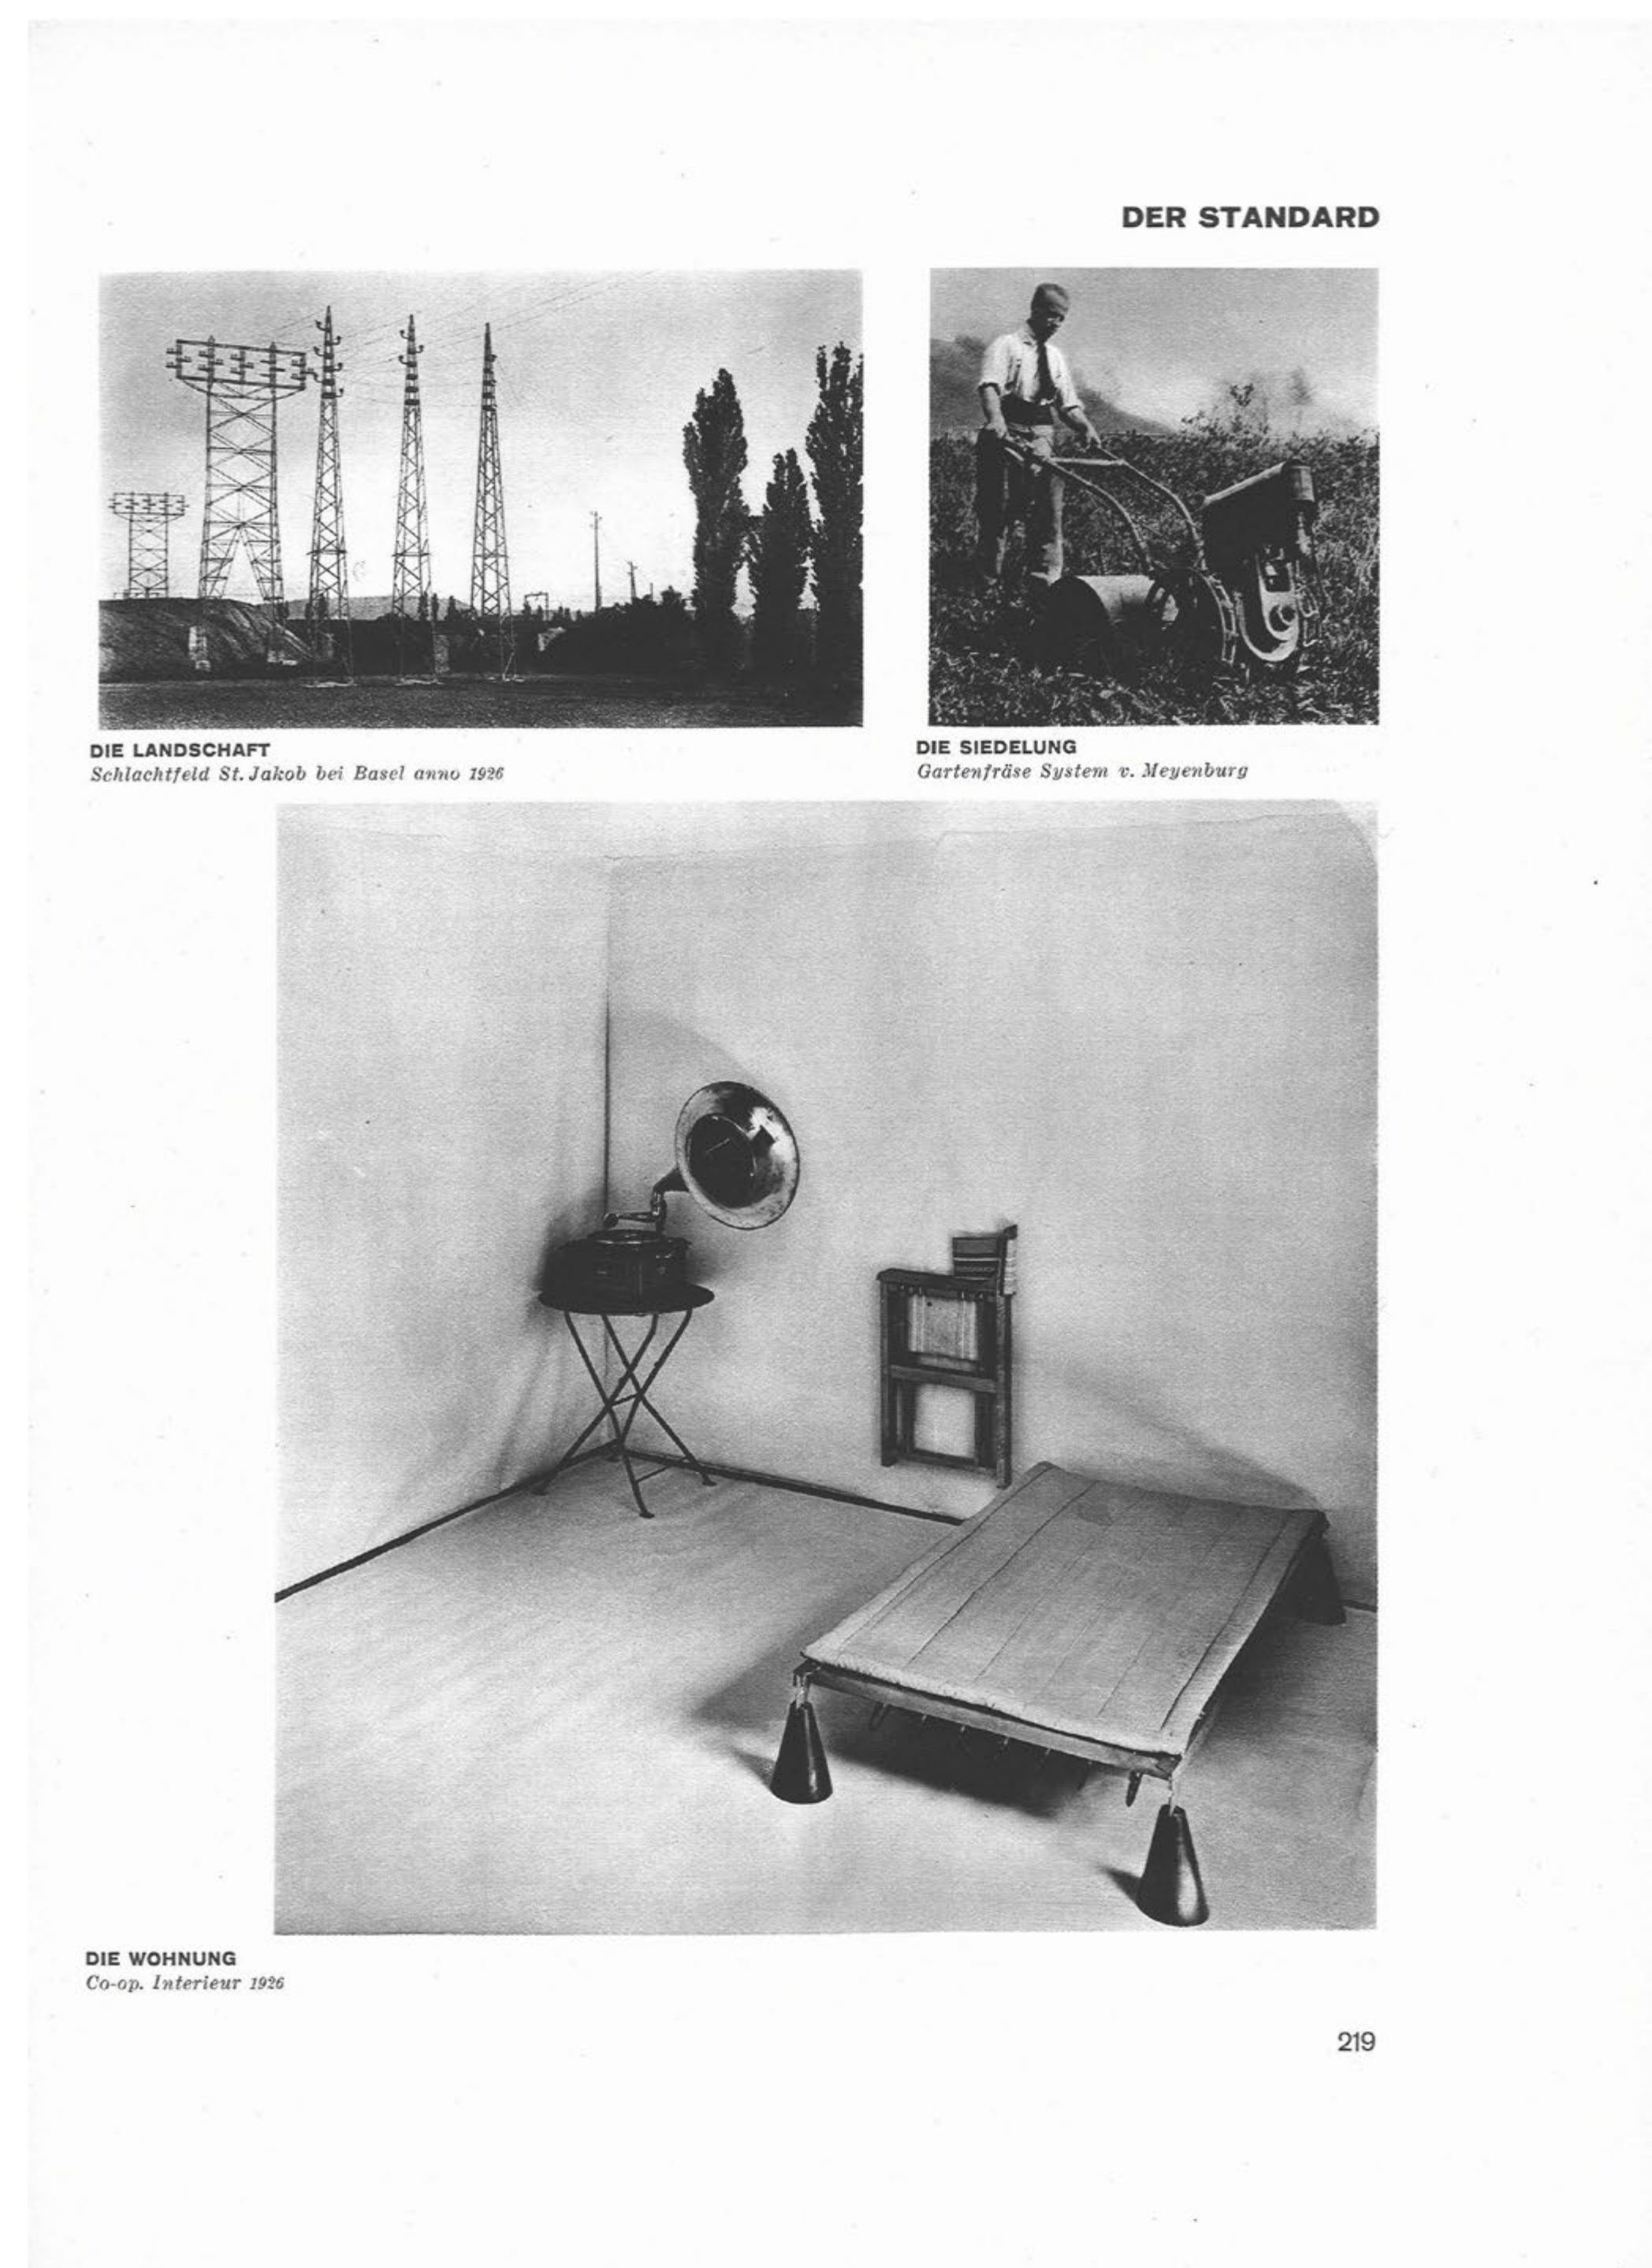 DER STANDARD
DIE LANDSCHAFT
Schlachtfeld St. Jakob bei Basel anno 1926
DIE SIEDELUNG
Gartenfräse System v. Meyenburg
DIE WOHNUNG
Co-op. Interieur 1926
219